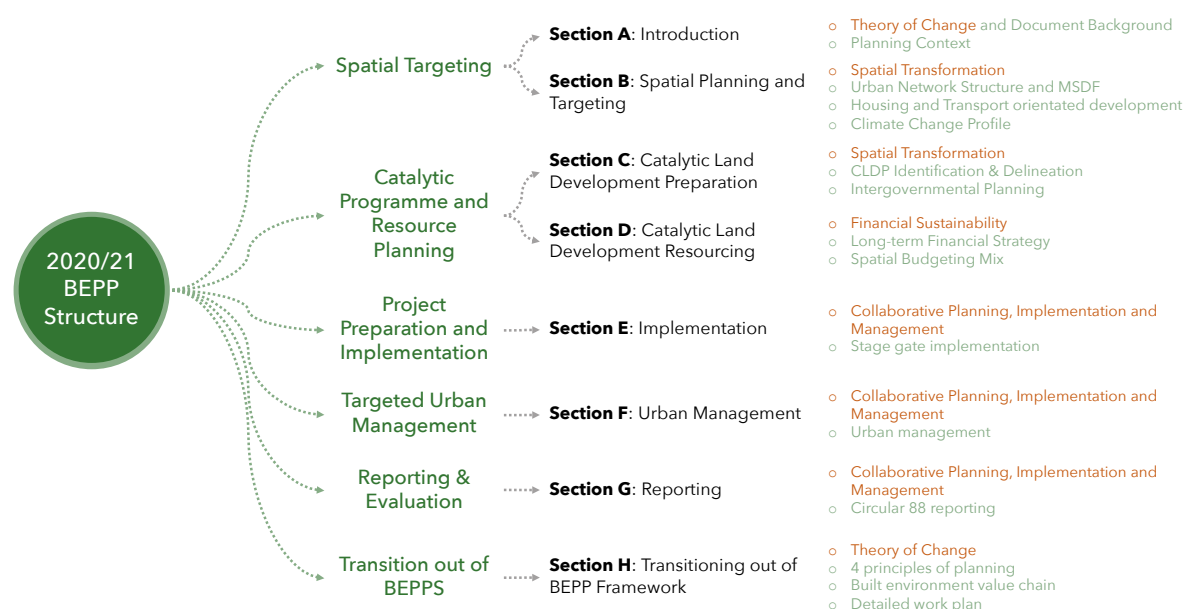 2020/21
BEPP
Structure
Spatial Targeting
Section A: Introduction
o Theory of Change and Document Background
o Planning Context
Section B: Spatial Planning and
Targeting
o Spatial Transformation
o Urban Network Structure and MSDF
o Housing and Transport orientated development
o Climate Change Profile
Catalytic
Programme and
Resource
Planning
Section C: Catalytic Land
Development Preparation
o Spatial Transformation
o CLDP Identification & Delineation
o Intergovernmental Planning
Section D: Catalytic Land
Development Resourcing
o Financial Sustainability
o Long-term Financial Strategy
o Spatial Budgeting Mix
Project
Preparation and
Implementation
Section E: Implementation
o Collaborative Planning, Implementation and
Management
o Stage gate implementation
Targeted Urban
Management
Section F: Urban Management
o Collaborative Planning, Implementation and
Management
o Urban management
Reporting &
Evaluation
Section G: Reporting
o Collaborative Planning, Implementation and
Management
o Circular 88 reporting
Transition out of
BEPPS
Section H: Transitioning out of
BEPP Framework
o Theory of Change
o 4 principles of planning
o Built environment value chain
o Detailed work plan